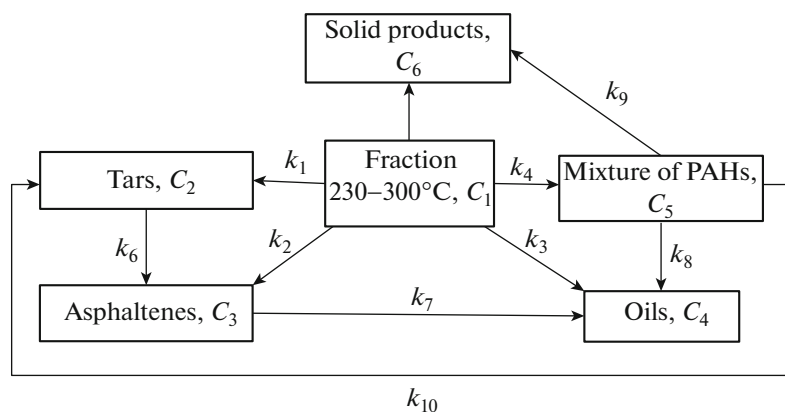 Solid products,
C6
k9
Fraction
230–300°C, C1
k1
k4
Tars, C2
Mixture of PAHs,
C5
k6
k2
k3
k8
Asphaltenes, C3
k7
Oils, C4
k10